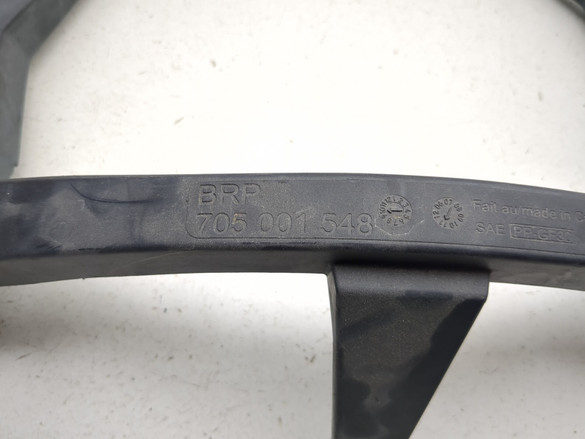 BRP
705 001 548
Fait au/made in
SAE